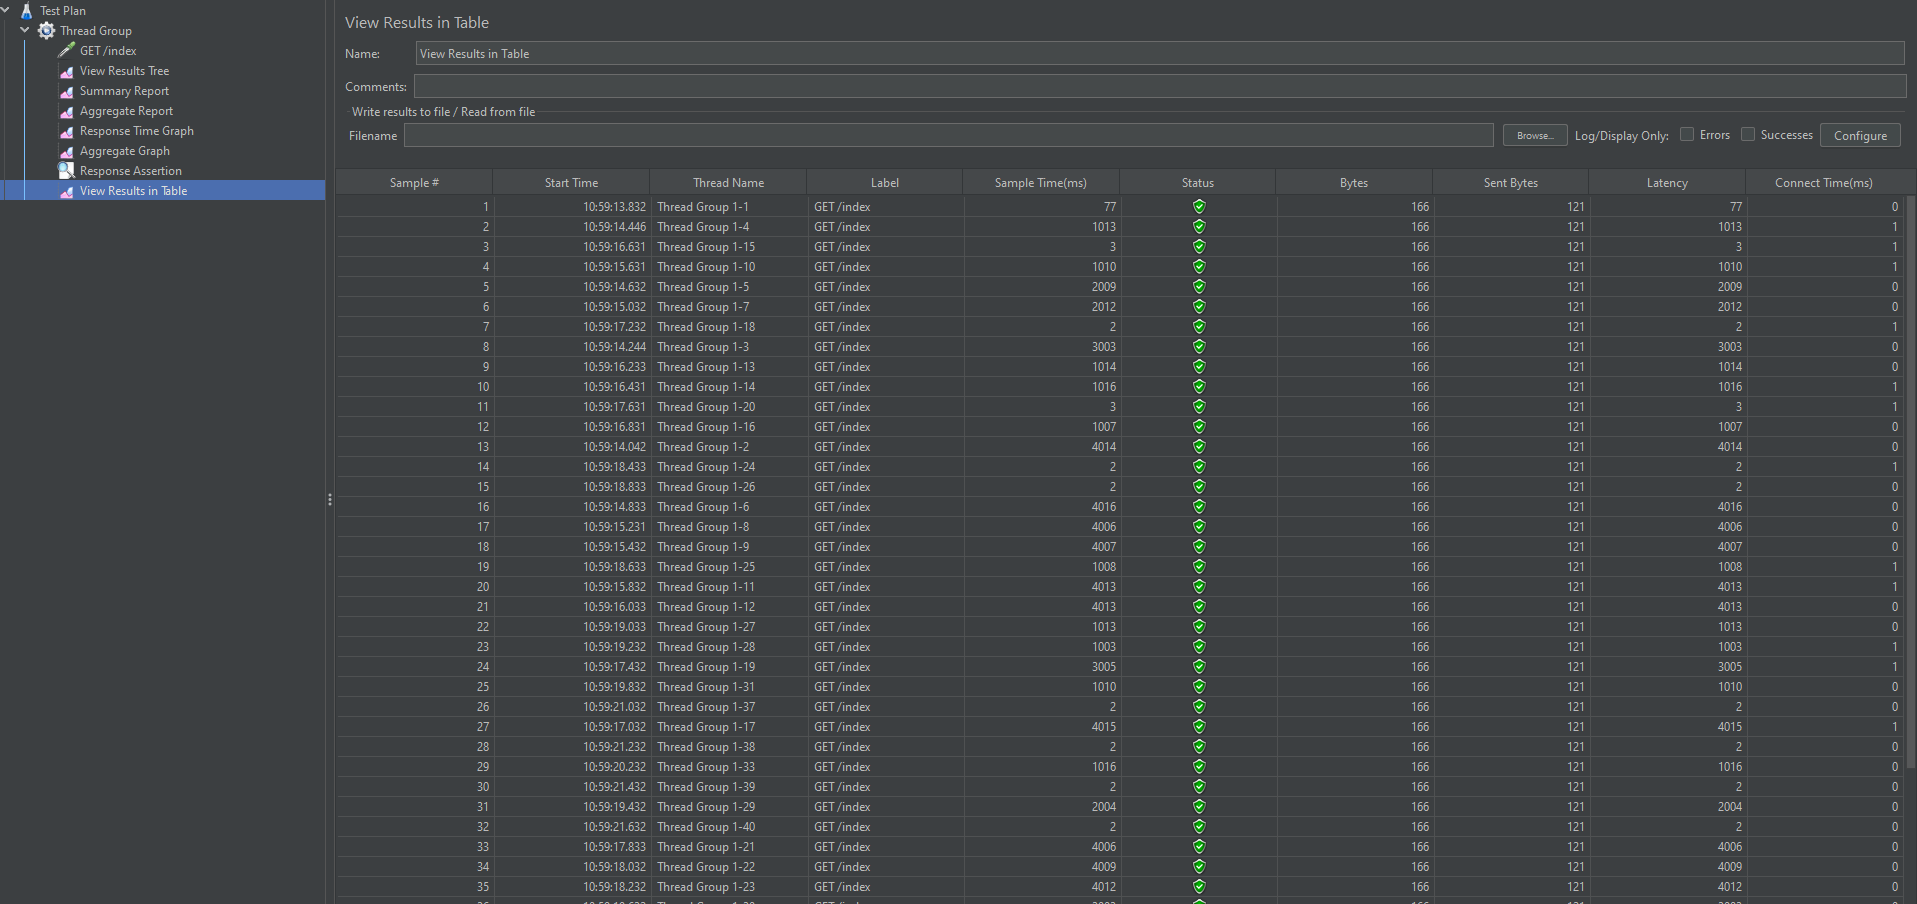 Test Plan
Thread Group
GET /index
View Results Tree
Summary Report
Aggregate Report
Response Time Graph
Aggregate Graph
Response Assertion
View Results in Table
View Results in Table
Name: View Results in Table
Comments:
Write results to file / Read from file
Filename Browse... Log/Display Only: Errors Successes Configure
Sample # Start Time Thread Name Label Sample Time(ms) Status Bytes Sent Bytes Latency Connect Time(ms)
1 10:59:13.832 Thread Group 1-1 GET /index 77 166 121 77 0
2 10:59:14.446 Thread Group 1-4 GET /index 1013 166 121 1013 1
3 10:59:16.631 Thread Group 1-15 GET /index 3 166 121 3 1
4 10:59:15.631 Thread Group 1-10 GET /index 1010 166 121 1010 1
5 10:59:14.632 Thread Group 1-5 GET /index 2009 166 121 2009 0
6 10:59:15.032 Thread Group 1-7 GET /index 2012 166 121 2012 0
7 10:59:17.232 Thread Group 1-18 GET /index 2 166 121 2 1
8 10:59:14.244 Thread Group 1-3 GET /index 3003 166 121 3003 0
9 10:59:16.233 Thread Group 1-13 GET /index 1014 166 121 1014 0
10 10:59:16.431 Thread Group 1-14 GET /index 1016 166 121 1016 1
11 10:59:17.631 Thread Group 1-20 GET /index 3 166 121 3 1
12 10:59:16.831 Thread Group 1-16 GET /index 1007 166 121 1007 0
13 10:59:14.042 Thread Group 1-2 GET /index 4014 166 121 4014 0
14 10:59:18.433 Thread Group 1-24 GET /index 2 166 121 2 1
15 10:59:18.833 Thread Group 1-26 GET /index 2 166 121 2 0
16 10:59:14.833 Thread Group 1-6 GET /index 4016 166 121 4016 0
17 10:59:15.231 Thread Group 1-8 GET /index 4006 166 121 4006 0
18 10:59:15.432 Thread Group 1-9 GET /index 4007 166 121 4007 0
19 10:59:18.633 Thread Group 1-25 GET /index 1008 166 121 1008 1
20 10:59:15.832 Thread Group 1-11 GET /index 4013 166 121 4013 1
21 10:59:16.033 Thread Group 1-12 GET /index 4013 166 121 4013 0
22 10:59:19.033 Thread Group 1-27 GET /index 1013 166 121 1013 0
23 10:59:19.232 Thread Group 1-28 GET /index 1003 166 121 1003 1
24 10:59:17.432 Thread Group 1-19 GET /index 3005 166 121 3005 1
25 10:59:19.832 Thread Group 1-31 GET /index 1010 166 121 1010 0
26 10:59:21.032 Thread Group 1-37 GET /index 2 166 121 2 0
27 10:59:17.032 Thread Group 1-17 GET /index 4015 166 121 4015 1
28 10:59:21.232 Thread Group 1-38 GET /index 2 166 121 2 0
29 10:59:20.232 Thread Group 1-33 GET /index 1016 166 121 1016 0
30 10:59:21.432 Thread Group 1-39 GET /index 2 166 121 2 0
31 10:59:19.432 Thread Group 1-29 GET /index 2004 166 121 2004 0
32 10:59:21.632 Thread Group 1-40 GET /index 2 166 121 2 0
33 10:59:17.833 Thread Group 1-21 GET /index 4006 166 121 4006 0
34 10:59:18.032 Thread Group 1-22 GET /index 4009 166 121 4009 0
35 10:59:18.232 Thread Group 1-23 GET /index 4012 166 121 4012 0